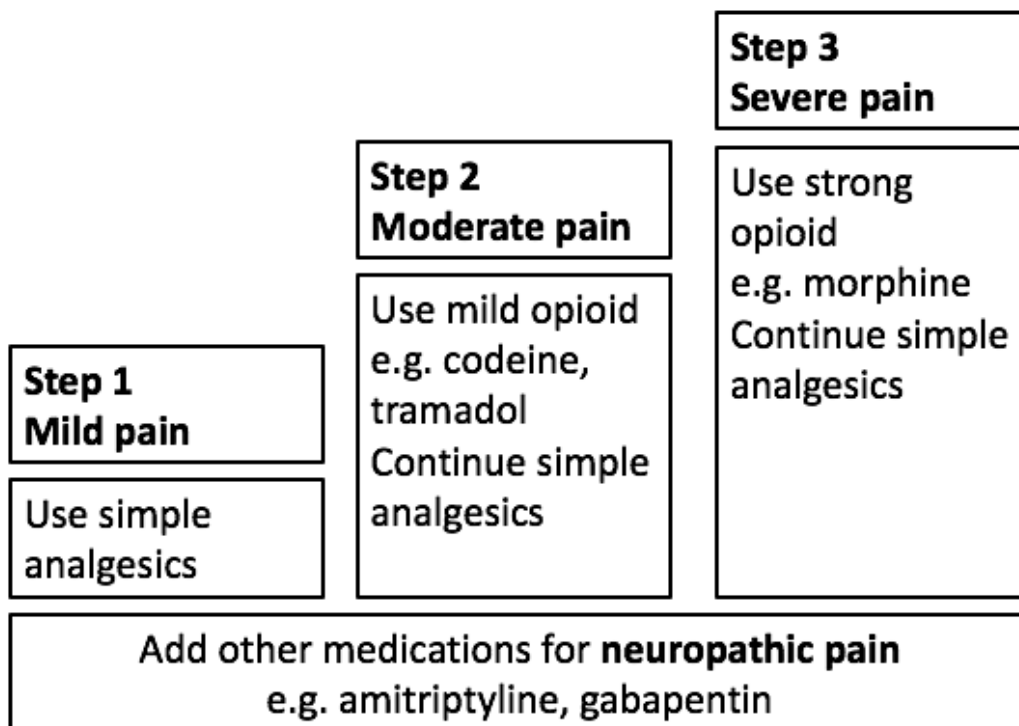 Step 1
Mild pain
Use simple
analgesics
Step 2
Moderate pain
Use mild opioid
e.g. codeine,
tramadol
Continue simple
analgesics
Step 3
Severe pain
Use strong
opioid
e.g. morphine
Continue simple
analgesics
Add other medications for neuropathic pain
e.g. amitriptyline, gabapentin